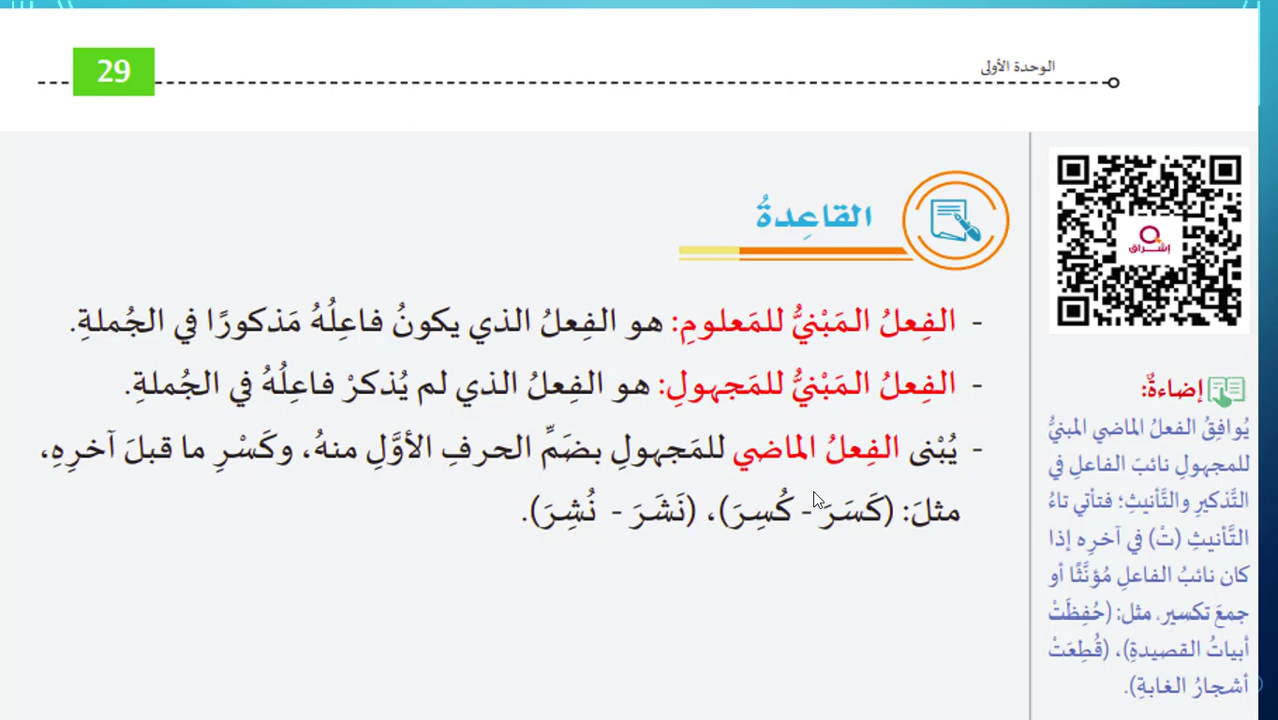 الوحدة الأولى
29
القاعِدةُ
- الفِعلُ المَبْنيُّ للمَعلومِ: هو الفِعلُ الذي يكونُ فاعِلُهُ مَذكورًا في الجُملةِ.
- الفِعلُ المَبْنيُّ للمَجهولِ: هو الفِعلُ الذي لم يُذكرْ فاعِلُهُ في الجُملةِ.
- يُبْنى الفِعلُ الماضي للمَجهولِ بضَمِّ الحرفِ الأوَّلِ منهُ، وكَسْرِ ما قبلَ آخرِهِ،
مثلَ: (كَسَرَ - كُسِرَ)، (نَشَرَ - نُشِرَ).
إشراق
إضاءةٌ:
يُوافِقُ الفعلُ الماضي المبنيُّ
للمجهولِ نائبَ الفاعلِ في
التَّذكيرِ والتَّأنيثِ؛ فتأتي تاءُ
التَّأنيثِ (تْ) في آخرِه إذا
كان نائبُ الفاعلِ مُؤنَّثًا أو
جمعَ تكسير، مثل: (حُفِظَتْ
أبياتُ القصيدةِ)، (قُطِعَتْ
أشجارُ الغابةِ).